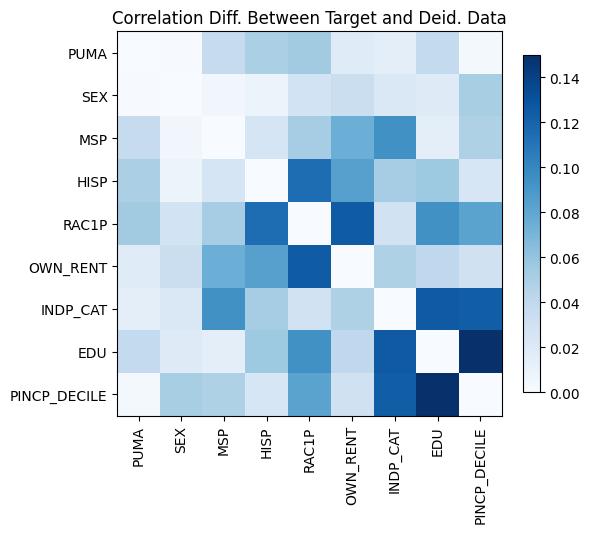 Correlation Diff. Between Target and Deid. Data
PUMA
SEX
MSP
HISP
RAC1P
OWN_RENT
INDP_CAT
EDU
PINCP_DECILE
PUMA
SEX
MSP
HISP
RAC1P
OWN_RENT
INDP_CAT
EDU
PINCP_DECILE
0.14
0.12
0.10
0.08
0.06
0.04
0.02
0.00